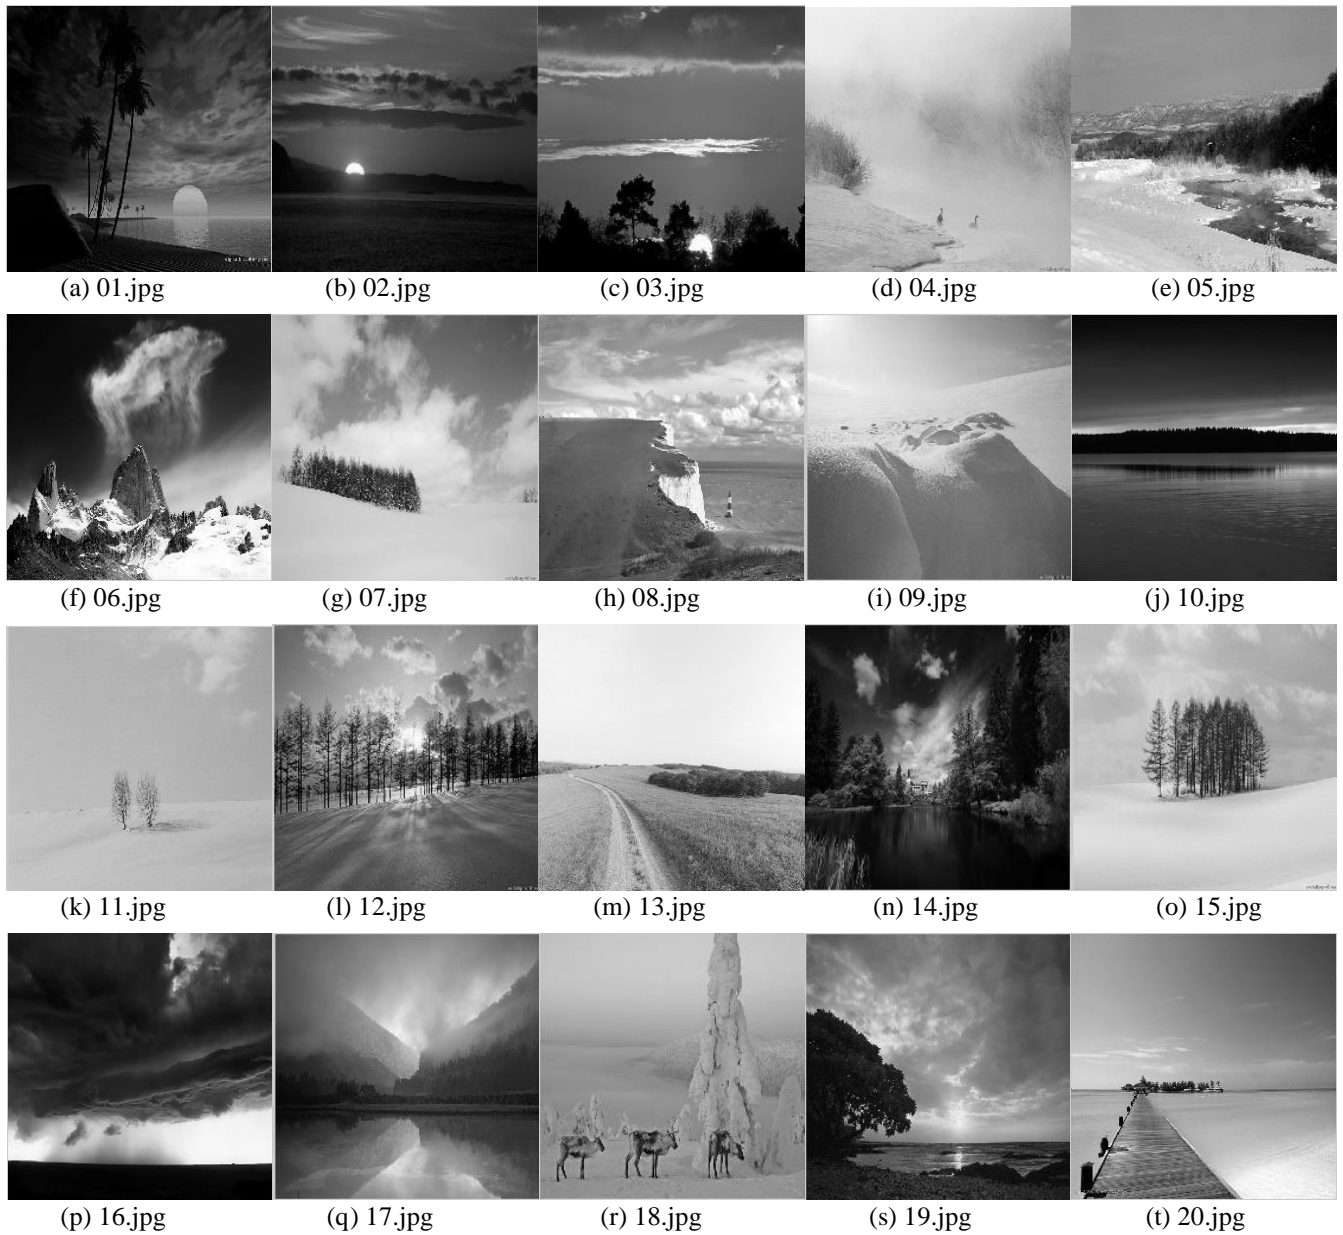 (a) 01.jpg (b) 02.jpg (c) 03.jpg (d) 04.jpg (e) 05.jpg
(f) 06.jpg (g) 07.jpg (h) 08.jpg (i) 09.jpg (j) 10.jpg
(k) 11.jpg (l) 12.jpg (m) 13.jpg (n) 14.jpg (o) 15.jpg
(p) 16.jpg (q) 17.jpg (r) 18.jpg (s) 19.jpg (t) 20.jpg